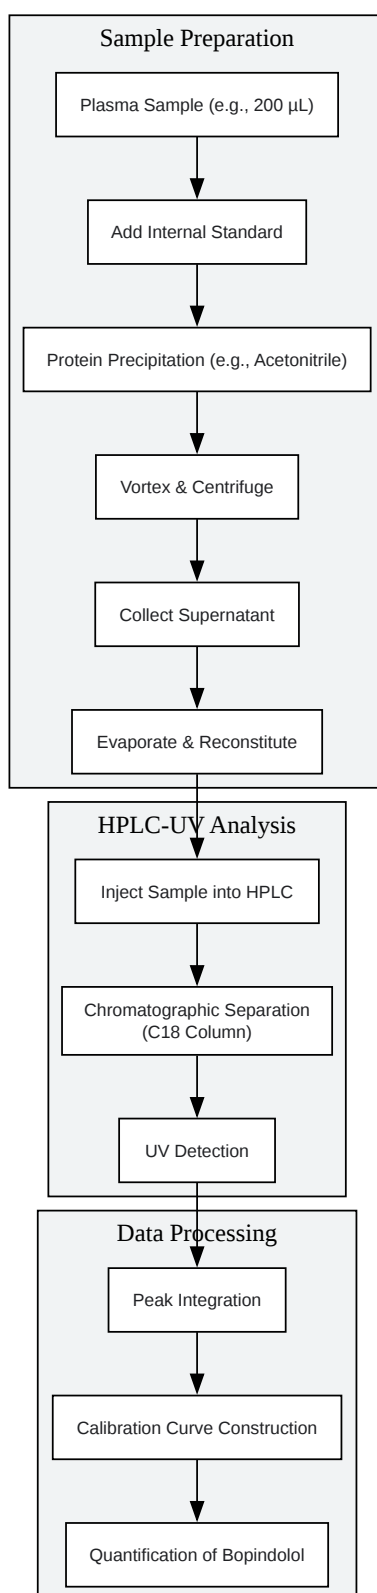 Sample Preparation
Plasma Sample (e.g., 200 µL)
Add Internal Standard
Protein Precipitation (e.g., Acetonitrile)
Vortex & Centrifuge
Collect Supernatant
Evaporate & Reconstitute
HPLC-UV Analysis
Inject Sample into HPLC
Chromatographic Separation
(C18 Column)
UV Detection
Data Processing
Peak Integration
Calibration Curve Construction
Quantification of Bopindolol